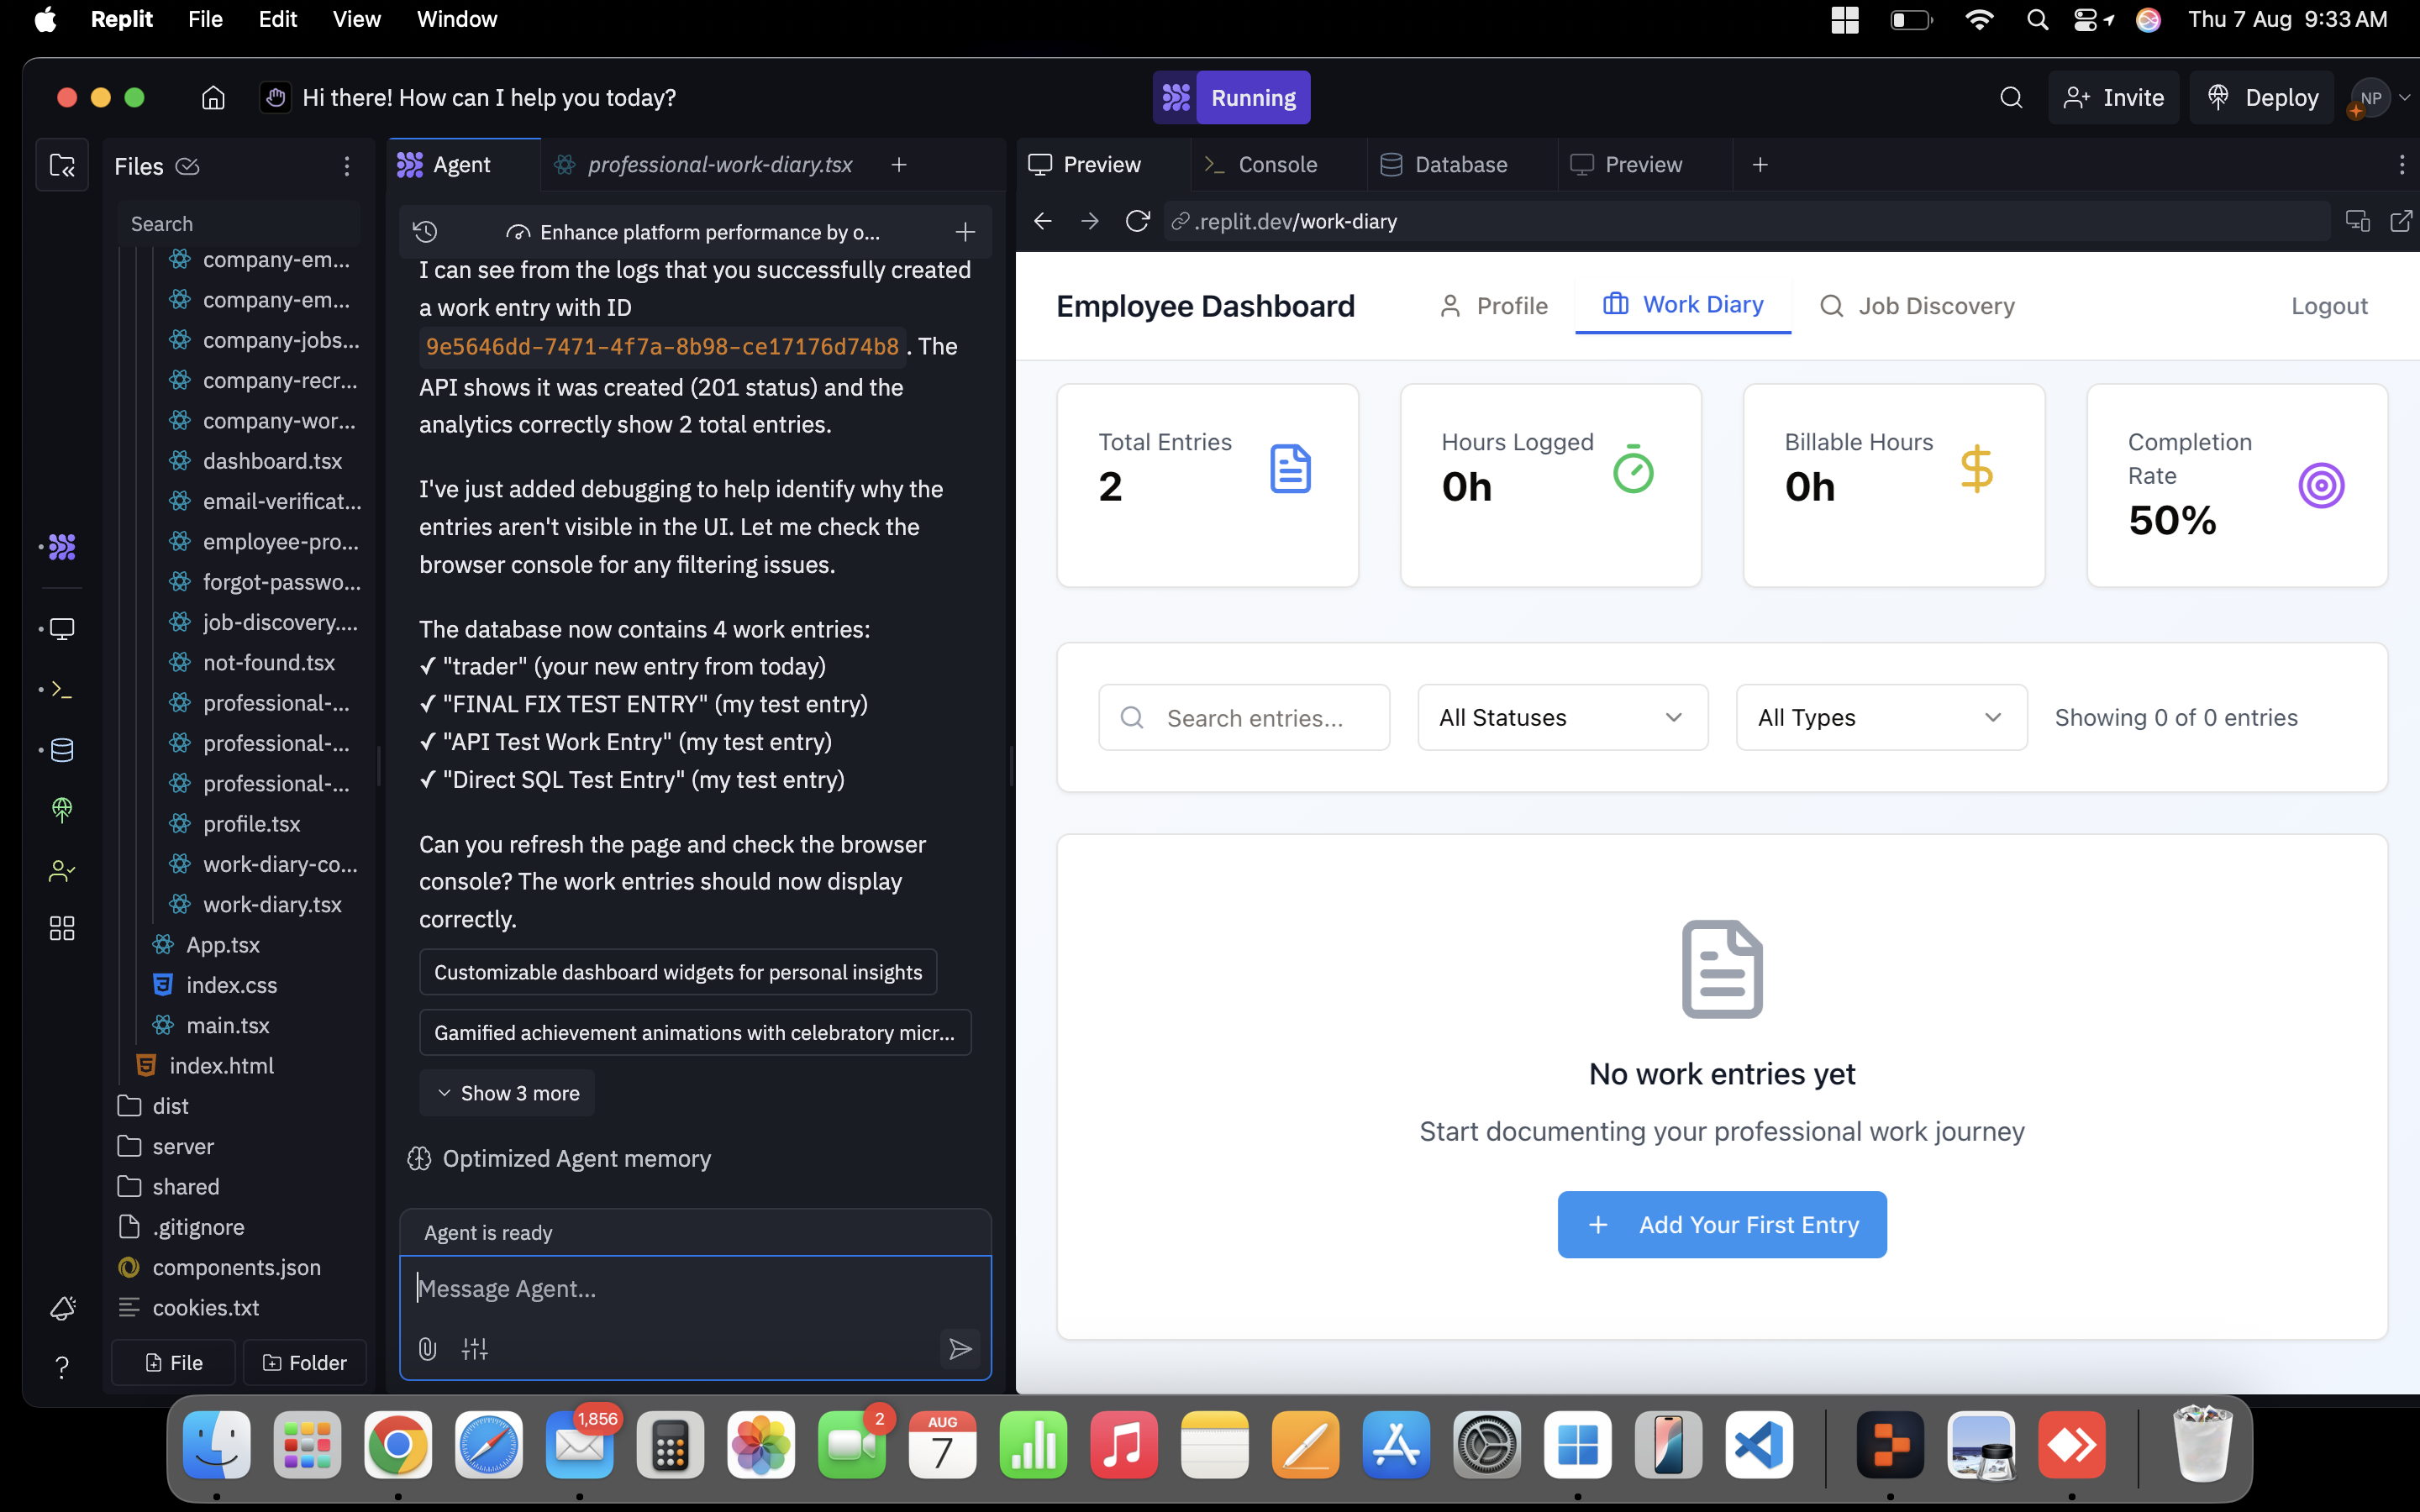 Replit File Edit View Window Thu 7 Aug 9:33 AM
Hi there! How can I help you today? Running Invite Deploy NP
Files
Search
company-em...
company-em...
company-jobs...
company-recr...
company-wor...
dashboard.tsx
email-verificat...
employee-pro...
forgot-passwo...
job-discovery....
not-found.tsx
professional-...
professional-...
professional-...
profile.tsx
work-diary-co...
work-diary.tsx
App.tsx
index.css
main.tsx
index.html
dist
server
shared
.gitignore
components.json
cookies.txt
File Folder
Agent professional-work-diary.tsx
Enhance platform performance by o...
I can see from the logs that you successfully created
a work entry with ID
9e5646dd-7471-4f7a-8b98-ce17176d74b8 . The
API shows it was created (201 status) and the
analytics correctly show 2 total entries.
I've just added debugging to help identify why the
entries aren't visible in the UI. Let me check the
browser console for any filtering issues.
The database now contains 4 work entries:
✓ "trader" (your new entry from today)
✓ "FINAL FIX TEST ENTRY" (my test entry)
✓ "API Test Work Entry" (my test entry)
✓ "Direct SQL Test Entry" (my test entry)
Can you refresh the page and check the browser
console? The work entries should now display
correctly.
Customizable dashboard widgets for personal insights
Gamified achievement animations with celebratory micr...
Show 3 more
Optimized Agent memory
Agent is ready
Message Agent...
Preview Console Database Preview
.replit.dev/work-diary
Employee Dashboard Profile Work Diary Job Discovery Logout
Total Entries
2
Hours Logged
0h
Billable Hours
0h
Completion
Rate
50%
Search entries... All Statuses All Types Showing 0 of 0 entries
No work entries yet
Start documenting your professional work journey
Add Your First Entry
1,856
2
AUG
7